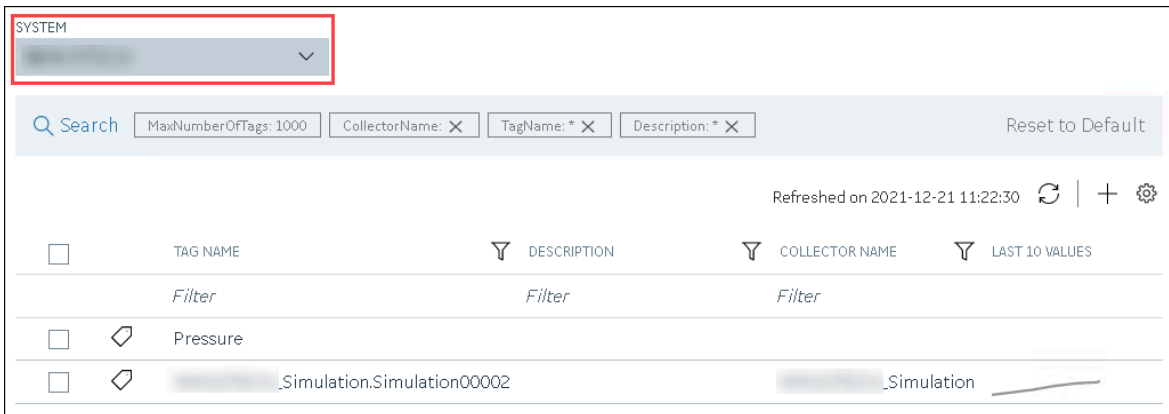 SYSTEM
Search MaxNumberOfTags: 1000 CollectorName: TagName: * Description: * Reset to Default
Refreshed on 2021-12-21 11:22:30
TAG NAME DESCRIPTION COLLECTOR NAME LAST 10 VALUES
Filter Filter Filter
Pressure
_Simulation.Simulation00002 _Simulation